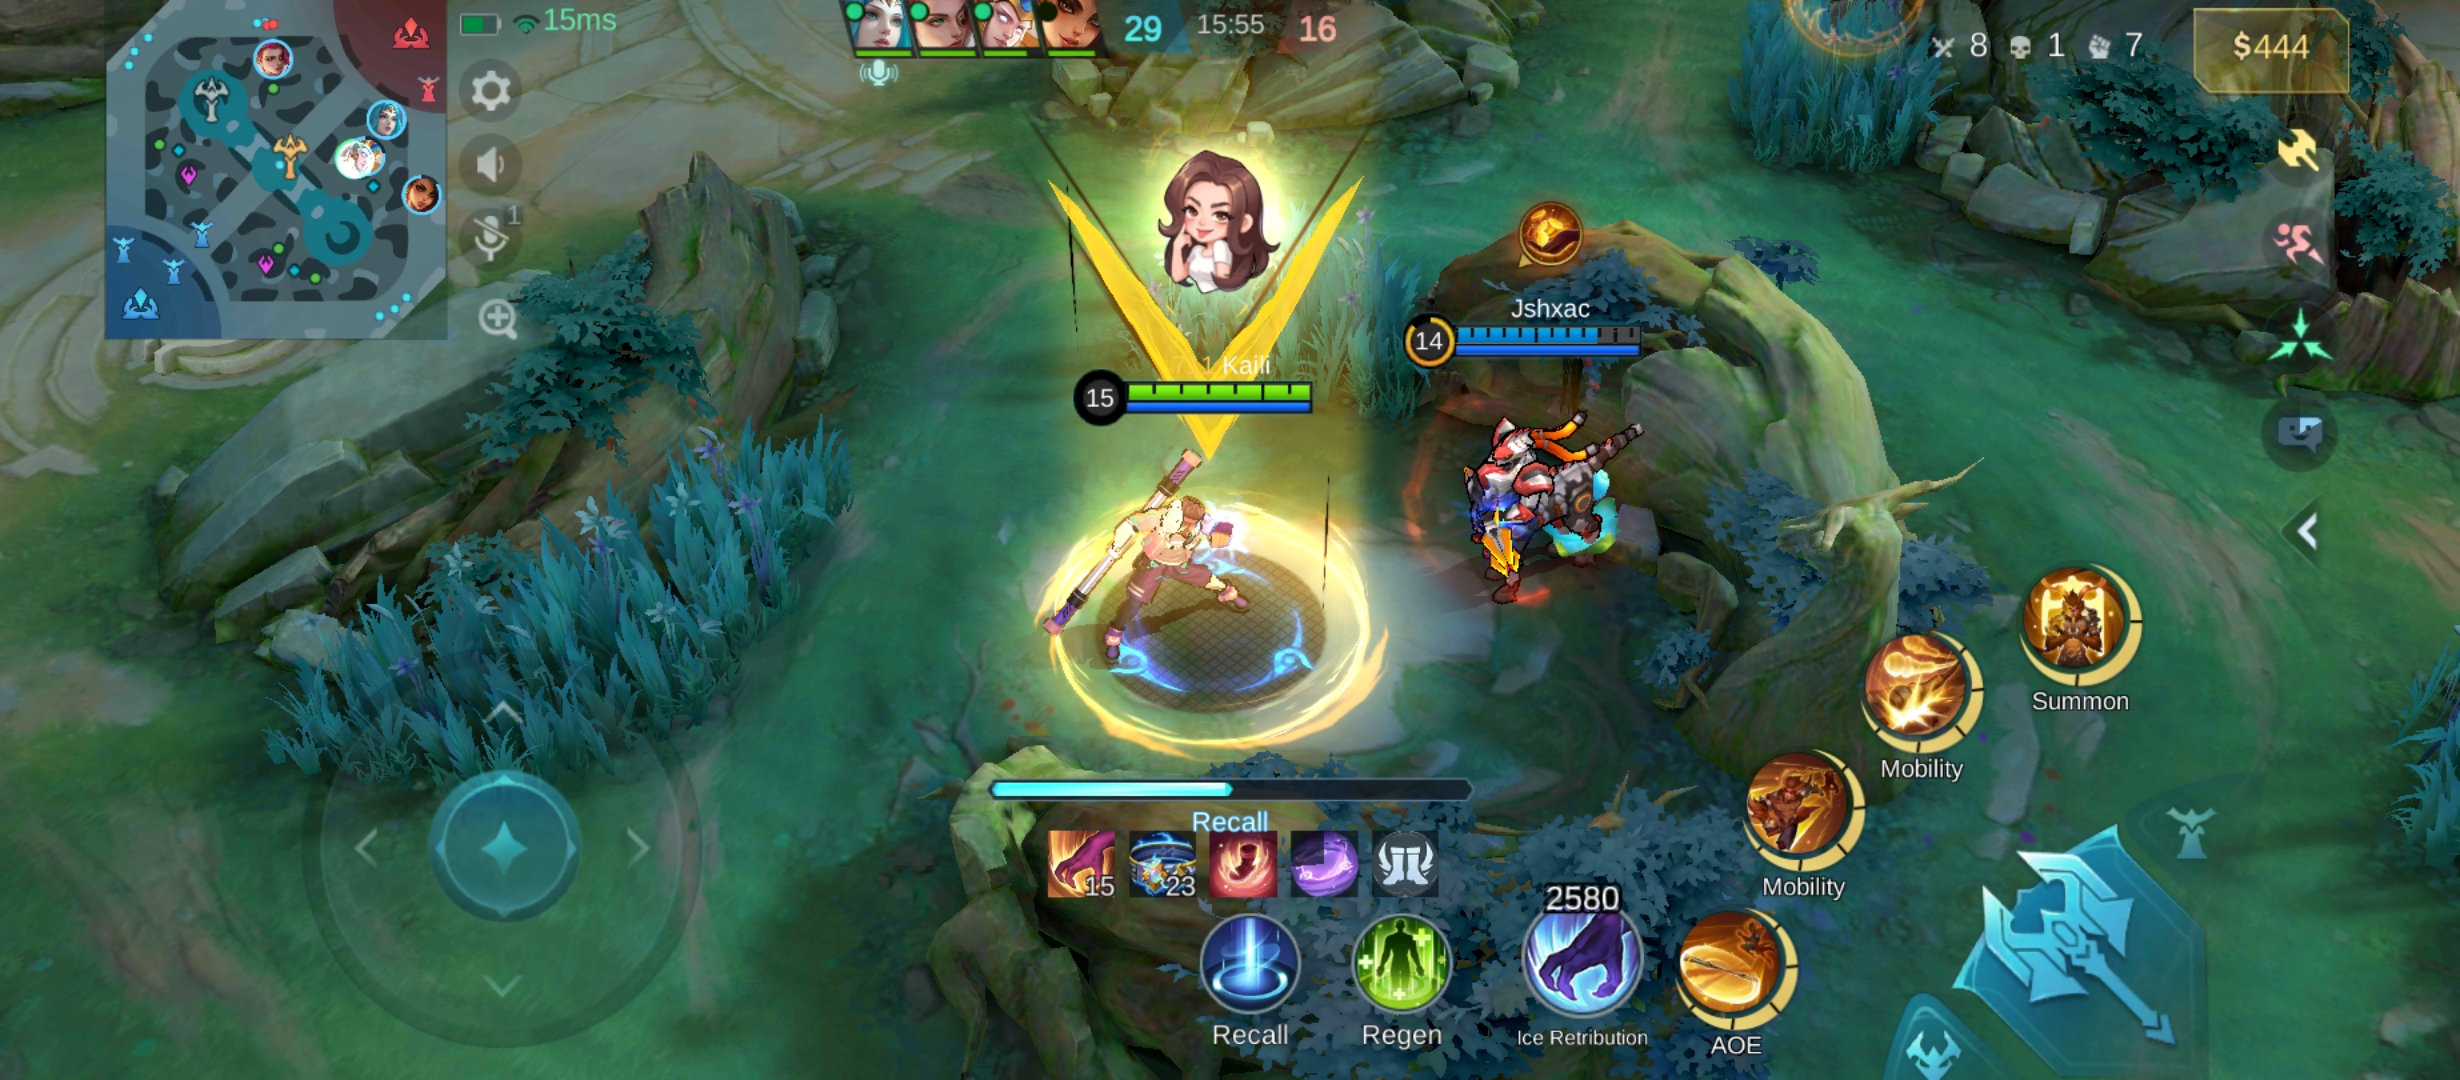 15ms
29 15:55 16
8 1 7
$444
1
Jshxac
14
Kaili
15
Summon
Mobility
Mobility
Recall
15 23
2580
Recall Regen Ice Retribution AOE